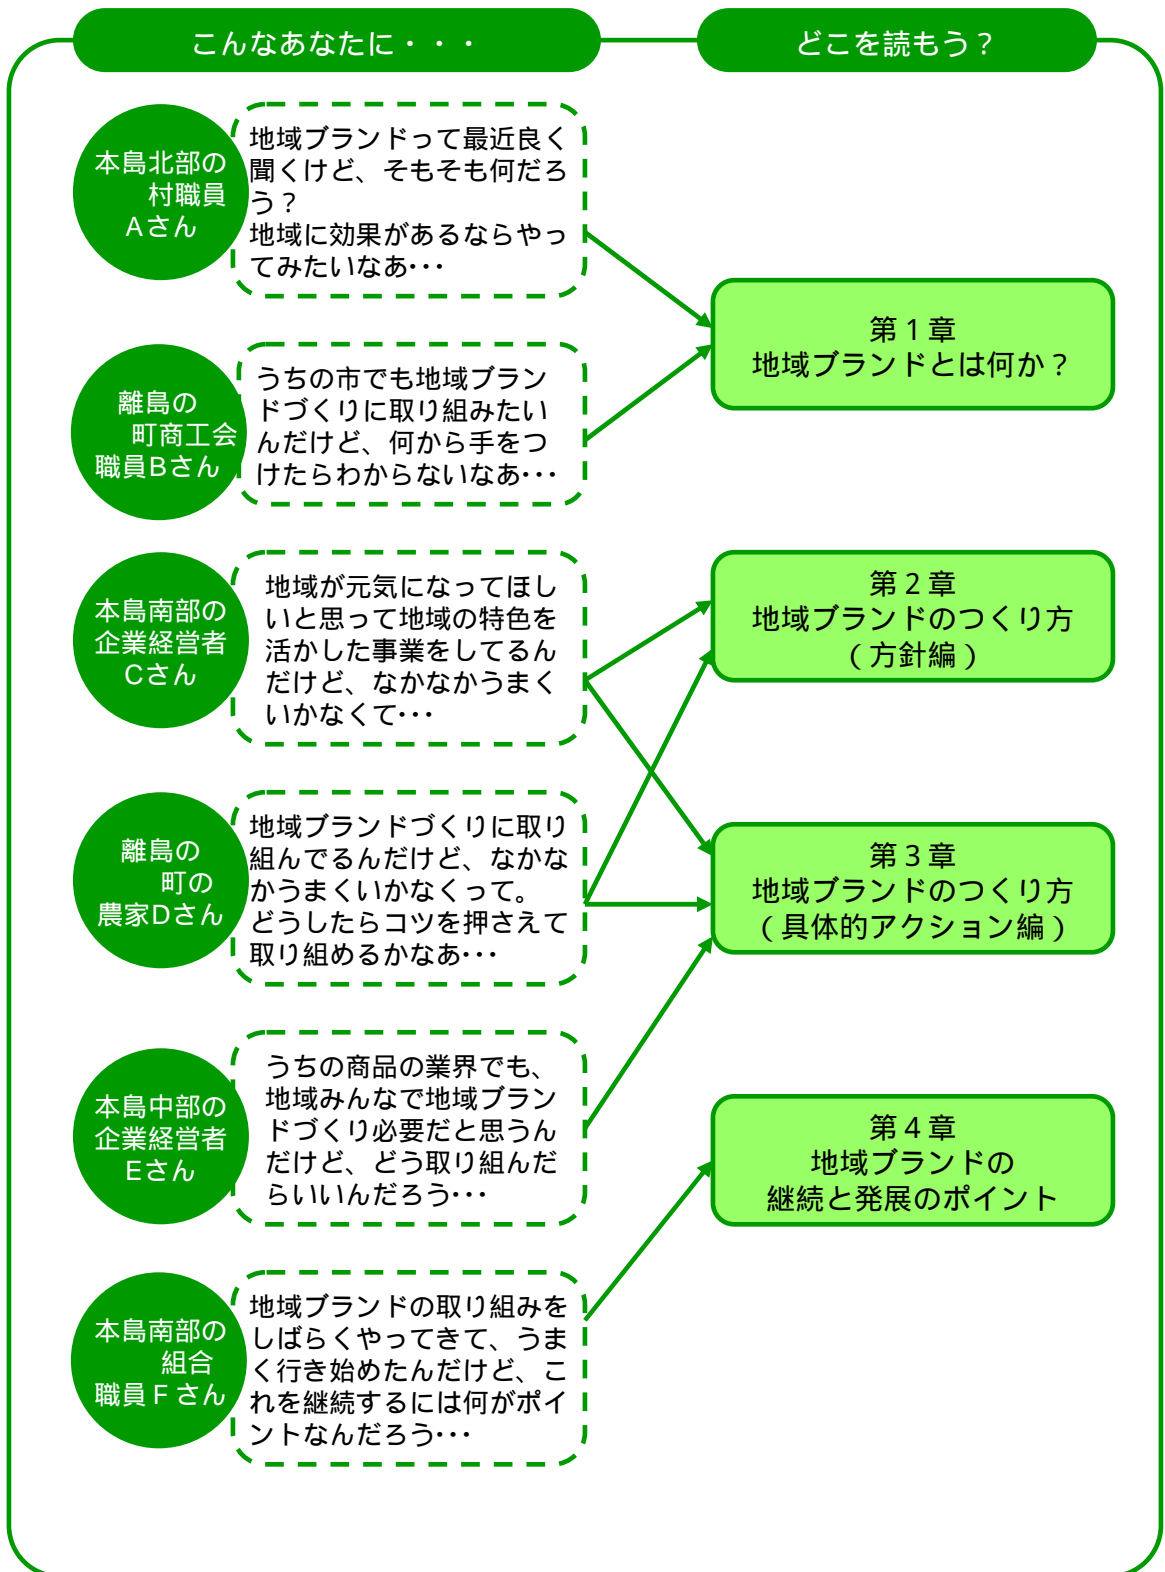 こんなあなたに・・・
どこを読もう？
本島北部の
村職員
Aさん
地域ブランドって最近良く
聞くけど、そもそも何だろ
う？
地域に効果があるならやっ
てみたいなあ･･･
離島の
町商工会
職員Bさん
うちの市でも地域ブラン
ドづくりに取り組みたい
んだけど、何から手をつ
けたらわからないなあ･･･
第１章
地域ブランドとは何か？
本島南部の
企業経営者
Cさん
地域が元気になってほし
いと思って地域の特色を
活かした事業をしてるん
だけど、なかなかうまく
いかなくて･･･
第２章
地域ブランドのつくり方
（方針編）
離島の
町の
農家Dさん
地域ブランドづくりに取り
組んでるんだけど、なかな
かうまくいかなくって。
どうしたらコツを押さえて
取り組めるかなあ･･･
第３章
地域ブランドのつくり方
（具体的アクション編）
本島中部の
企業経営者
Eさん
うちの商品の業界でも、
地域みんなで地域ブラン
ドづくり必要だと思うん
だけど、どう取り組んだ
らいいんだろう･･･
第４章
地域ブランドの
継続と発展のポイント
本島南部の
組合
職員Ｆさん
地域ブランドの取り組みを
しばらくやってきて、うま
く行き始めたんだけど、こ
れを継続するには何がポイ
ントなんだろう･･･